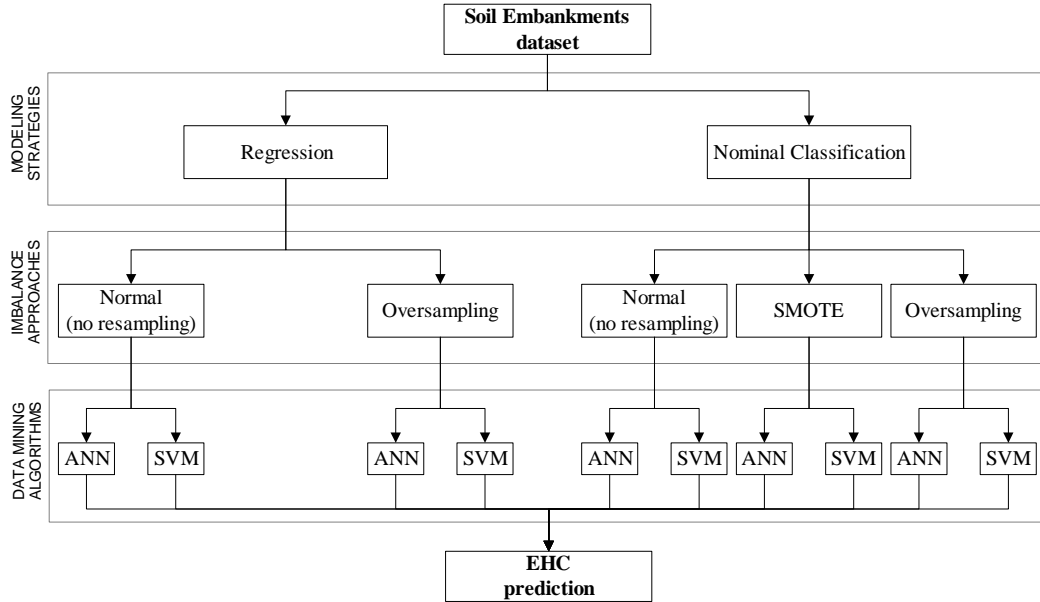 Soil Embankments
dataset
MODELING
STRATEGIES
Regression
Nominal Classification
IMBALANCE
APPROACHES
Normal
(no resampling)
Oversampling
Normal
(no resampling)
SMOTE
Oversampling
DATA MINING
ALGORITHMS
ANN
SVM
ANN
SVM
ANN
SVM
ANN
SVM
ANN
SVM
EHC
prediction